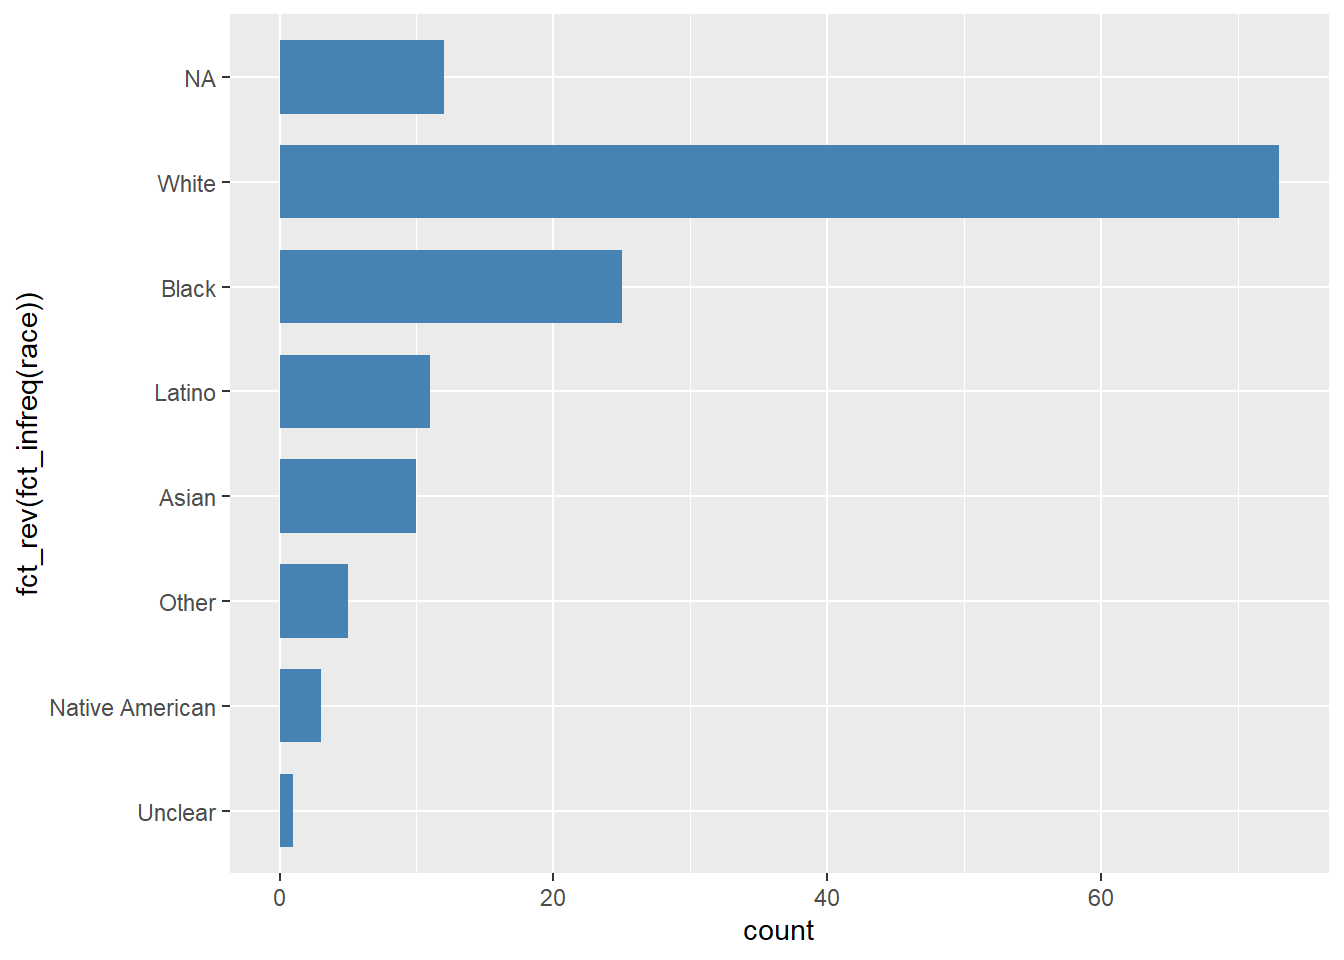 NA
White
Black
Latino
Asian
Other
Native American
Unclear
fct_rev(fct_infreq(race))
0 20 40 60
count